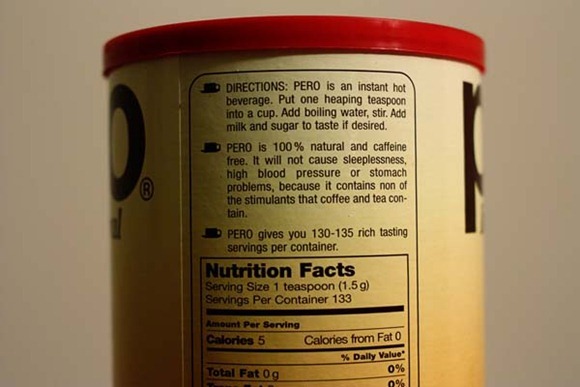 DIRECTIONS: PERO is an instant hot
beverage. Put one heaping teaspoon
into a cup. Add boiling water, stir. Add
milk and sugar to taste if desired.
PERO is 100% natural and caffeine
free. It will not cause sleeplessness,
high blood pressure or stomach
problems, because it contains non of
the stimulants that coffee and tea con-
tain.
PERO gives you 130-135 rich tasting
servings per container.
Nutrition Facts
Serving Size 1 teaspoon (1.5 g)
Servings Per Container 133
Amount Per Serving
Calories 5 Calories from Fat 0
% Daily Value*
Total Fat 0 g 0%
0%